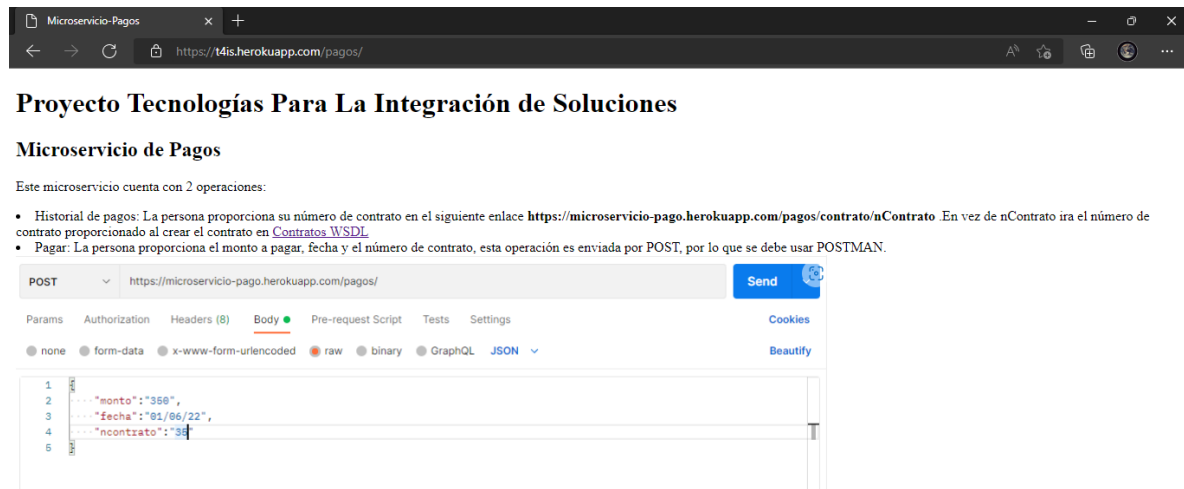 Microservicio-Pagos
https://t4is.herokuapp.com/pagos/
Proyecto Tecnologías Para La Integración de Soluciones
Microservicio de Pagos
Este microservicio cuenta con 2 operaciones:
• Historial de pagos: La persona proporciona su número de contrato en el siguiente enlace https://microservicio-pago.herokuapp.com/pagos/contrato/nContrato .En vez de nContrato ira el número de
contrato proporcionado al crear el contrato en Contratos WSDL
• Pagar: La persona proporciona el monto a pagar, fecha y el número de contrato, esta operación es enviada por POST, por lo que se debe usar POSTMAN.
POST https://microservicio-pago.herokuapp.com/pagos/ Send
Params Authorization Headers (8) Body Pre-request Script Tests Settings Cookies
none form-data x-www-form-urlencoded raw binary GraphQL JSON Beautify
1 {
2 "monto":"350",
3 "fecha":"01/06/22",
4 "ncontrato":"35"
5 }